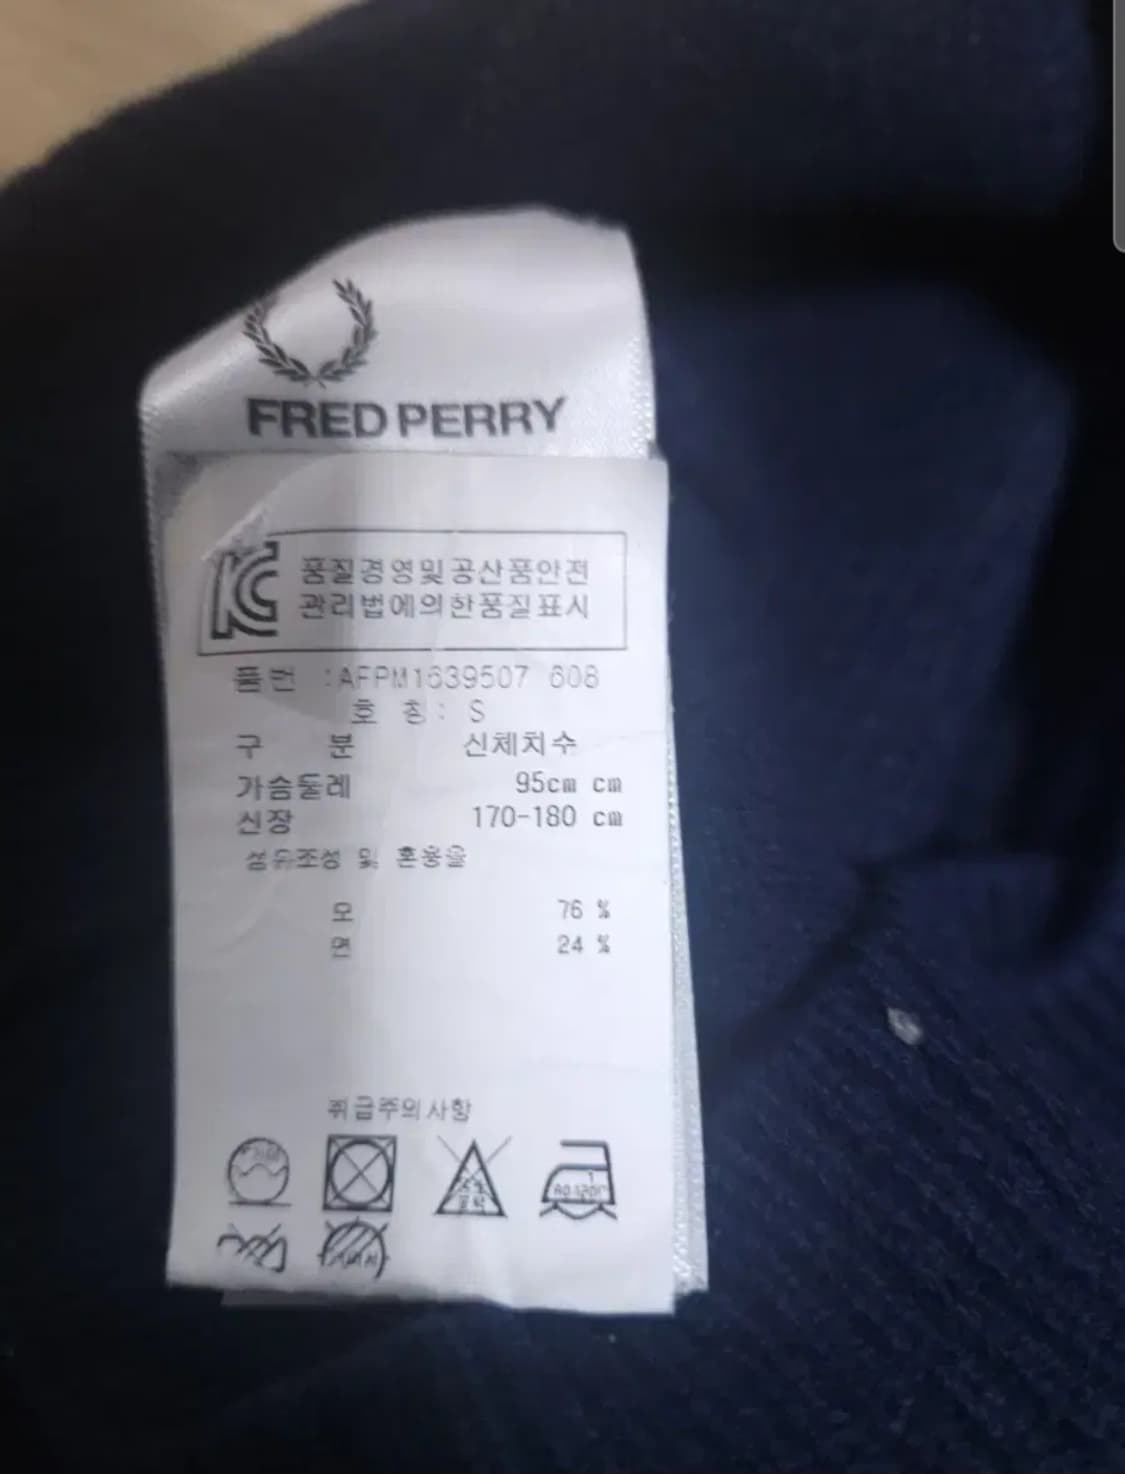 FRED PERRY
품질경영및공산품안전
관리법에의한품질표시
품번 :AFPM1639507 608
호 칭: S
구 분 신체치수
가슴둘레 95cm cm
신장 170-180 cm
섬유조성 및 혼용율
모 76 %
면 24 %
취급주의사항